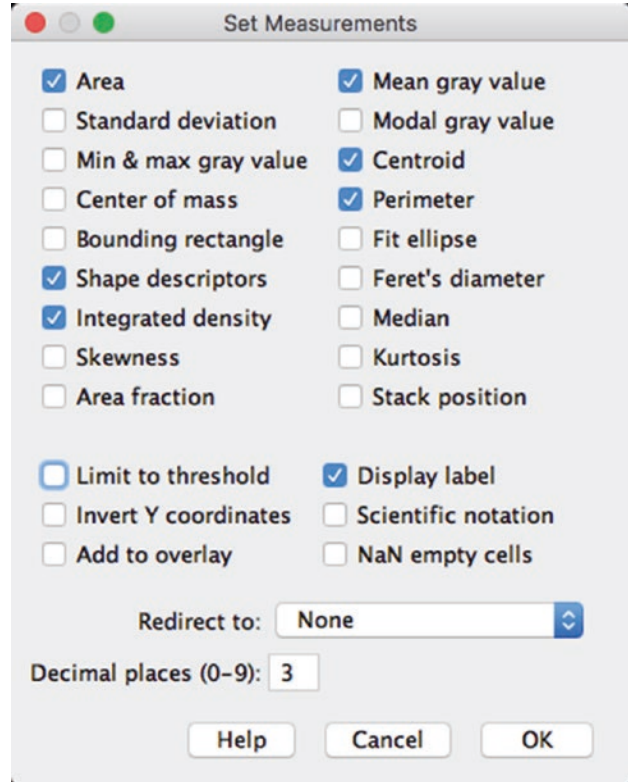 Set Measurements
Area Mean gray value
Standard deviation Modal gray value
Min & max gray value Centroid
Center of mass Perimeter
Bounding rectangle Fit ellipse
Shape descriptors Feret's diameter
Integrated density Median
Skewness Kurtosis
Area fraction Stack position
Limit to threshold Display label
Invert Y coordinates Scientific notation
Add to overlay NaN empty cells
Redirect to: None
Decimal places (0-9): 3
Help Cancel OK